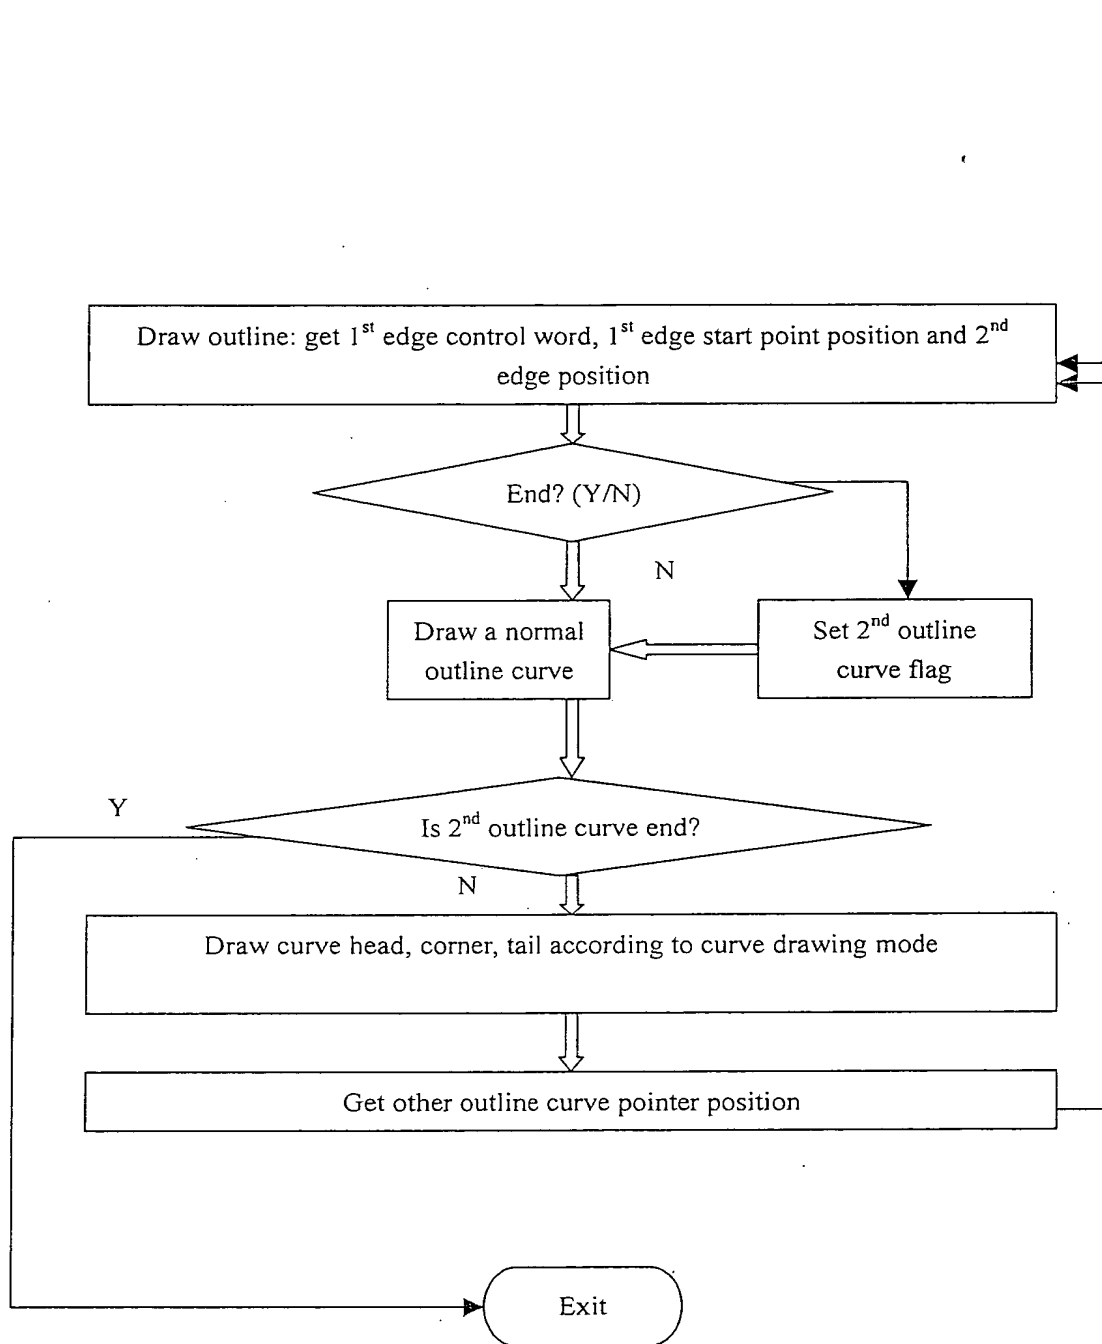 Draw outline: get 1st edge control word, 1st edge start point position and 2nd
edge position
End? (Y/N)
N
Draw a normal
outline curve
Set 2nd outline
curve flag
Y
Is 2nd outline curve end?
N
Draw curve head, corner, tail according to curve drawing mode
Get other outline curve pointer position
Exit